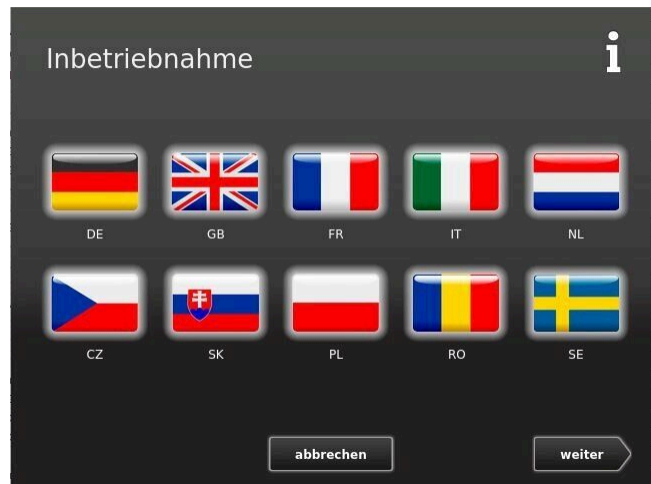 Inbetriebnahme
i
DE GB FR IT NL
CZ SK PL RO SE
abbrechen weiter